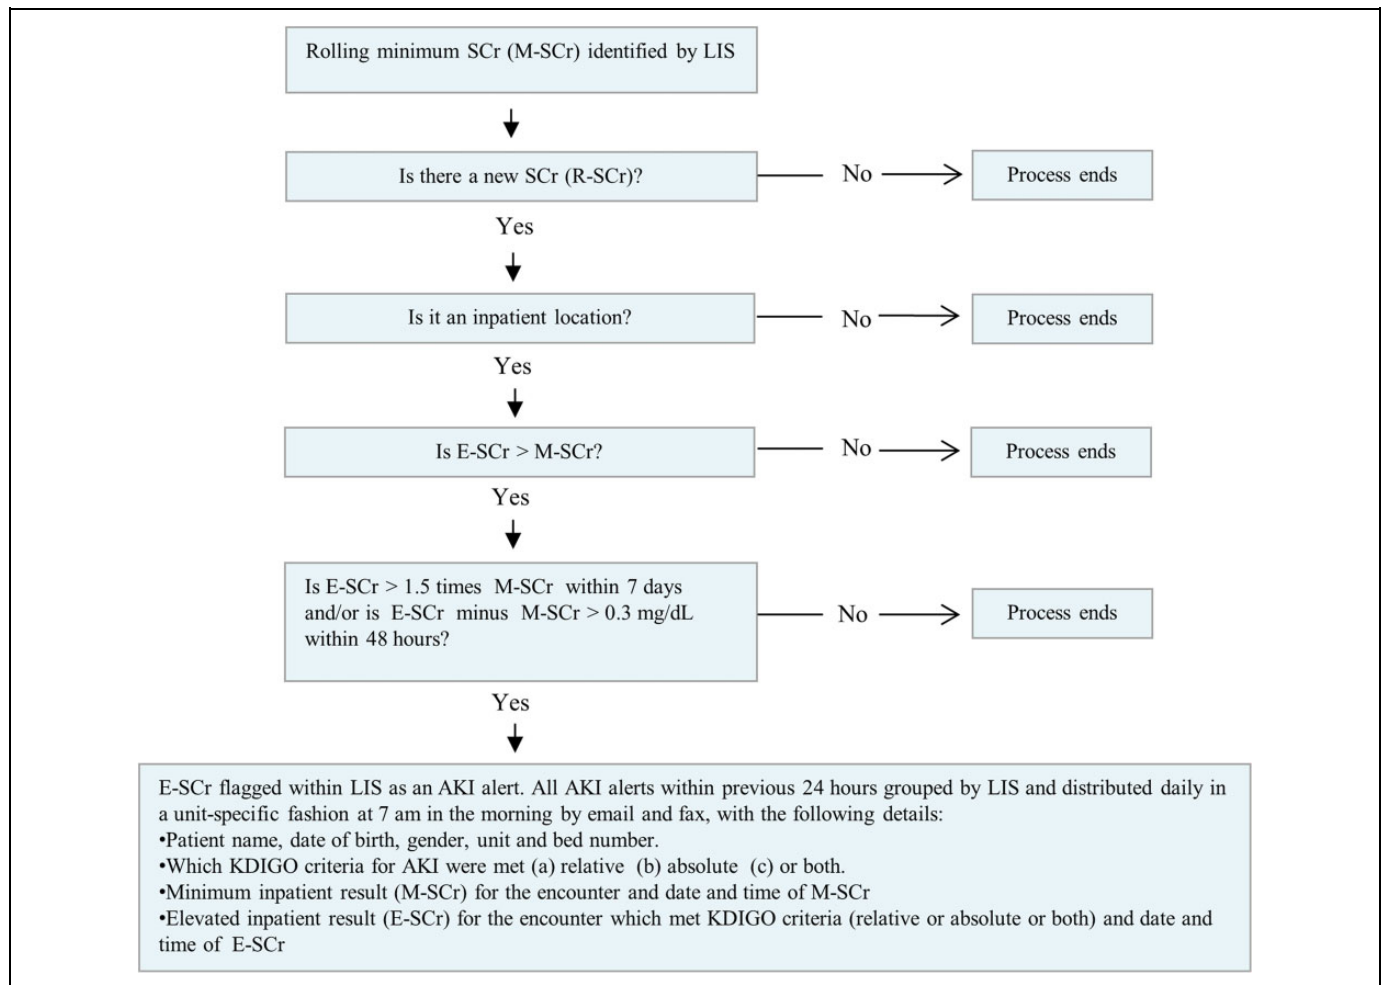 Rolling minimum SCr (M-SCr) identified by LIS
Is there a new SCr (R-SCr)?
No
Process ends
Yes
Is it an inpatient location?
No
Process ends
Yes
Is E-SCr > M-SCr?
No
Process ends
Yes
Is E-SCr > 1.5 times M-SCr within 7 days
and/or is E-SCr minus M-SCr > 0.3 mg/dL
within 48 hours?
No
Process ends
Yes
E-SCr flagged within LIS as an AKI alert. All AKI alerts within previous 24 hours grouped by LIS and distributed daily in
a unit-specific fashion at 7 am in the morning by email and fax, with the following details:
•Patient name, date of birth, gender, unit and bed number.
•Which KDIGO criteria for AKI were met (a) relative (b) absolute (c) or both.
•Minimum inpatient result (M-SCr) for the encounter and date and time of M-SCr
•Elevated inpatient result (E-SCr) for the encounter which met KDIGO criteria (relative or absolute or both) and date and
time of E-SCr